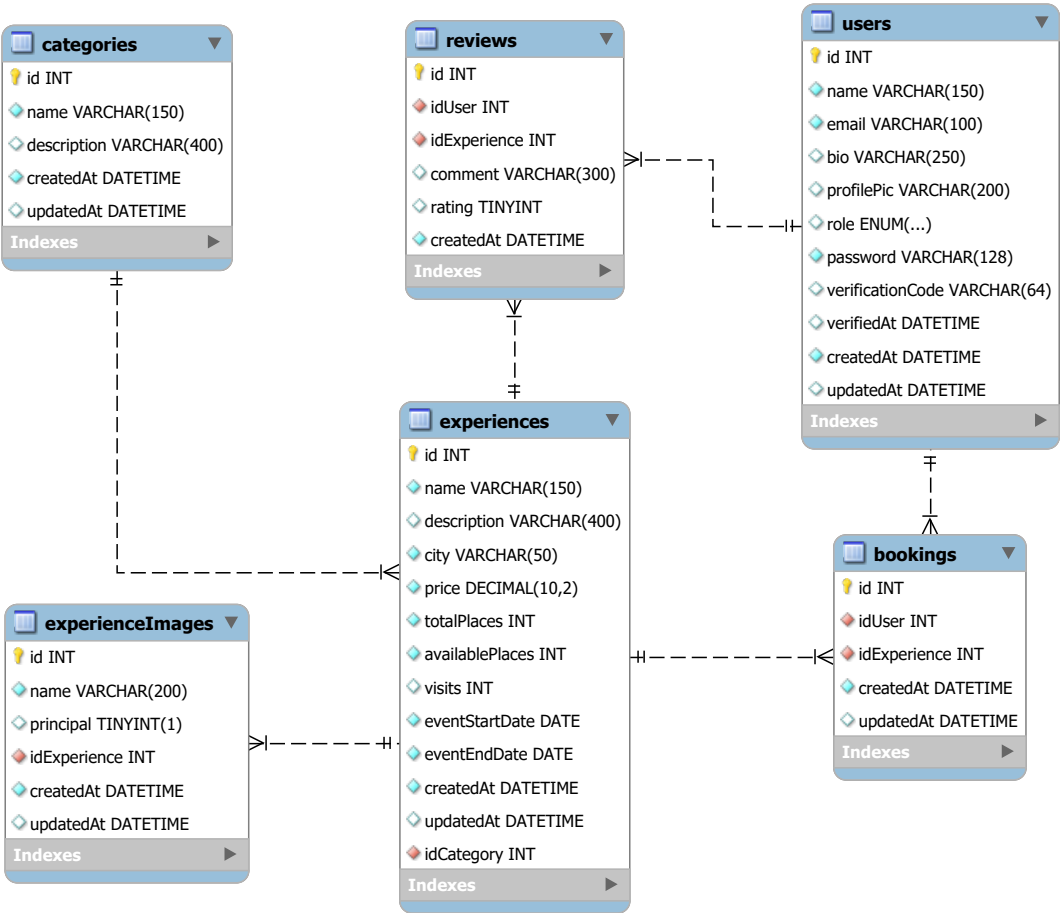 categories
id INT
name VARCHAR(150)
description VARCHAR(400)
createdAt DATETIME
updatedAt DATETIME
Indexes
reviews
id INT
idUser INT
idExperience INT
comment VARCHAR(300)
rating TINYINT
createdAt DATETIME
Indexes
users
id INT
name VARCHAR(150)
email VARCHAR(100)
bio VARCHAR(250)
profilePic VARCHAR(200)
role ENUM(...)
password VARCHAR(128)
verificationCode VARCHAR(64)
verifiedAt DATETIME
createdAt DATETIME
updatedAt DATETIME
Indexes
experiences
id INT
name VARCHAR(150)
description VARCHAR(400)
city VARCHAR(50)
price DECIMAL(10,2)
totalPlaces INT
availablePlaces INT
visits INT
eventStartDate DATE
eventEndDate DATE
createdAt DATETIME
updatedAt DATETIME
idCategory INT
Indexes
experienceImages
id INT
name VARCHAR(200)
principal TINYINT(1)
idExperience INT
createdAt DATETIME
updatedAt DATETIME
Indexes
bookings
id INT
idUser INT
idExperience INT
createdAt DATETIME
updatedAt DATETIME
Indexes